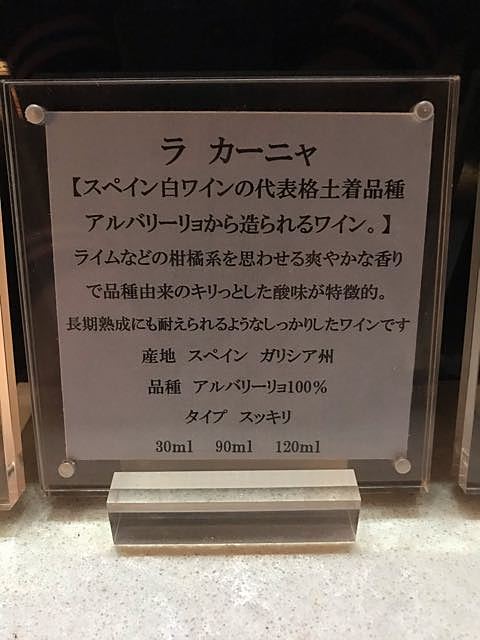 ラ カーニャ
【スペイン白ワインの代表格土着品種
アルバリーリョから造られるワイン。】
ライムなどの柑橘系を思わせる爽やかな香り
で品種由来のキリっとした酸味が特徴的。
長期熟成にも耐えられるようなしっかりしたワインです
産地 スペイン ガリシア州
品種 アルバリーリョ100%
タイプ スッキリ
30ml 90ml 120ml